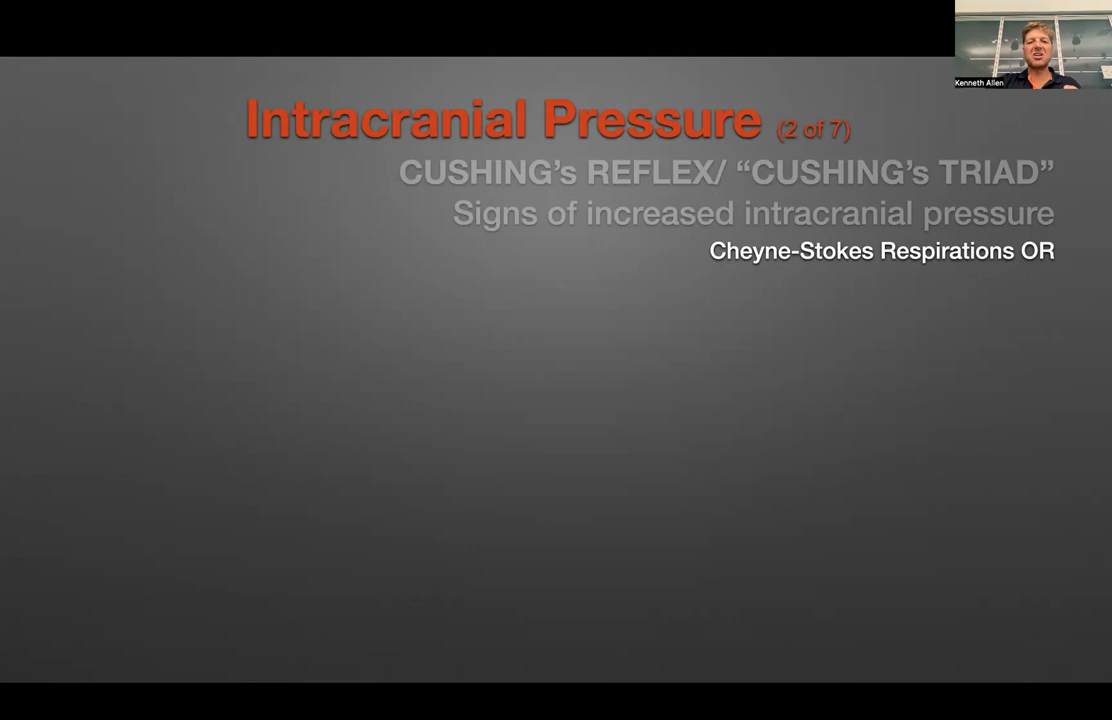 Kenneth Allen
Intracranial Pressure (2 of 7)
CUSHING’s REFLEX/ “CUSHING’s TRIAD”
Signs of increased intracranial pressure
Cheyne-Stokes Respirations OR